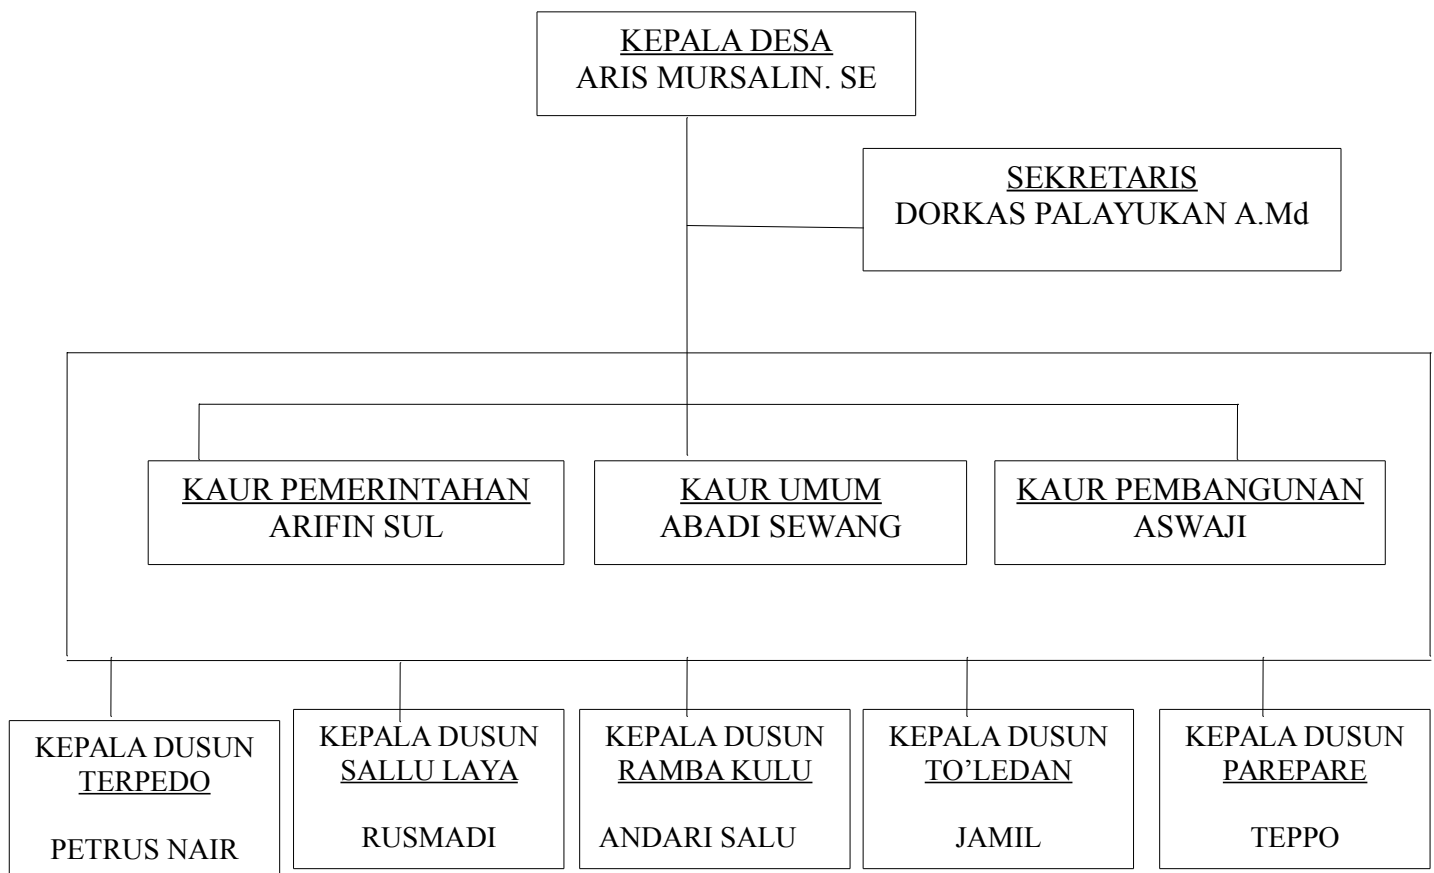 KEPALA DESA
ARIS MURSALIN. SE
SEKRETARIS
DORKAS PALAYUKAN A.Md
KAUR PEMERINTAHAN
ARIFIN SUL
KAUR UMUM
ABADI SEWANG
KAUR PEMBANGUNAN
ASWAJI
KEPALA DUSUN
TERPEDO
PETRUS NAIR
KEPALA DUSUN
SALLU LAYA
RUSMADI
KEPALA DUSUN
RAMBA KULU
ANDARI SALU
KEPALA DUSUN
TO’LEDAN
JAMIL
KEPALA DUSUN
PAREPARE
TEPPO